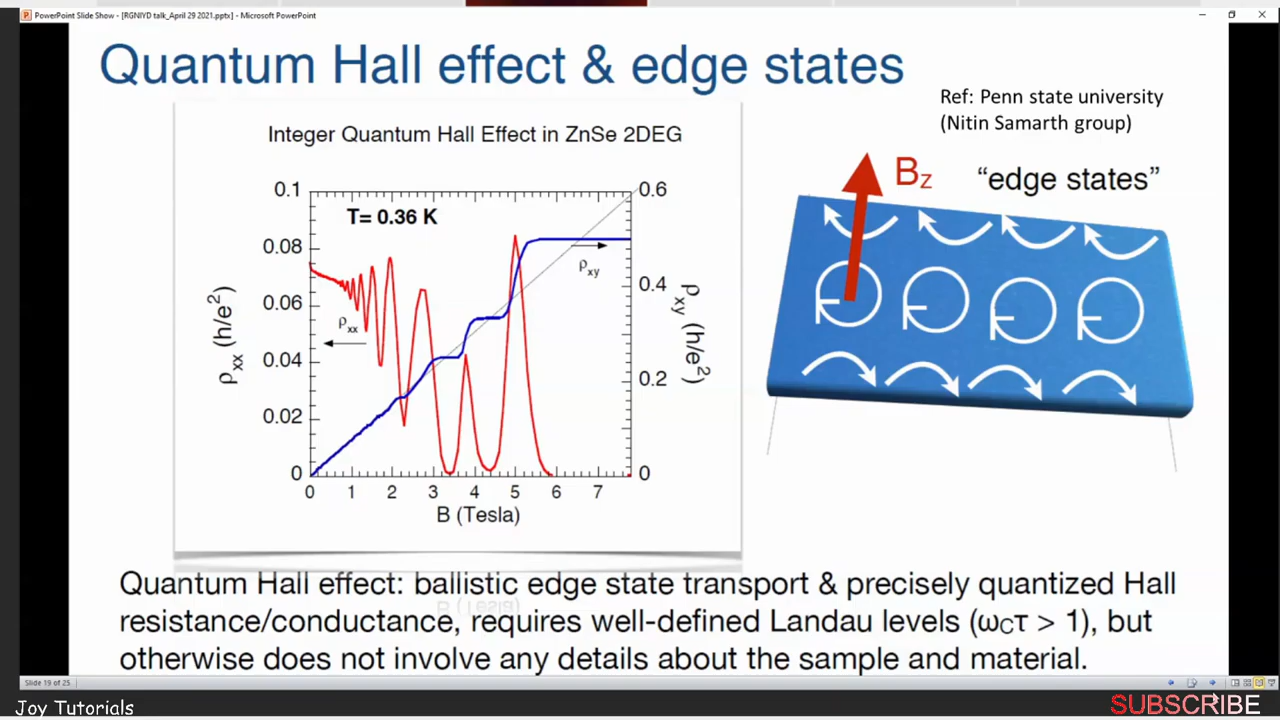 PowerPoint Slide Show - [RGNIYD talk_April 29 2021.pptx] - Microsoft PowerPoint
Quantum Hall effect & edge states
Ref: Penn state university
(Nitin Samarth group)
Integer Quantum Hall Effect in ZnSe 2DEG
Bz
“edge states”
T= 0.36 K
0.1
0.08
0.06
0.04
0.02
0
ρxx (h/e²)
ρxx
ρxy
0.6
0.4
0.2
0
ρxy (h/e²)
0 1 2 3 4 5 6 7
B (Tesla)
Quantum Hall effect: ballistic edge state transport & precisely quantized Hall
resistance/conductance, requires well-defined Landau levels (ωCτ > 1), but
otherwise does not involve any details about the sample and material.
Slide 19 of 25
Joy Tutorials
SUBSCRIBE